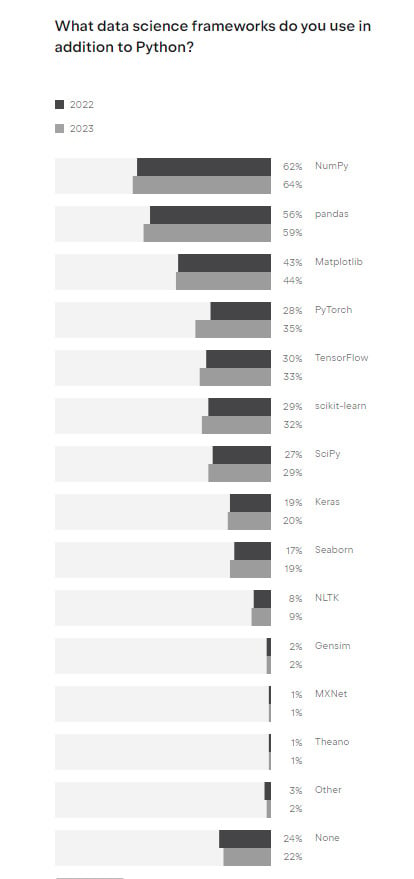 What data science frameworks do you use in
addition to Python?
2022
2023
62% NumPy
64%
56% pandas
59%
43% Matplotlib
44%
28% PyTorch
35%
30% TensorFlow
33%
29% scikit-learn
32%
27% SciPy
29%
19% Keras
20%
17% Seaborn
19%
8% NLTK
9%
2% Gensim
2%
1% MXNet
1%
1% Theano
1%
3% Other
2%
24% None
22%